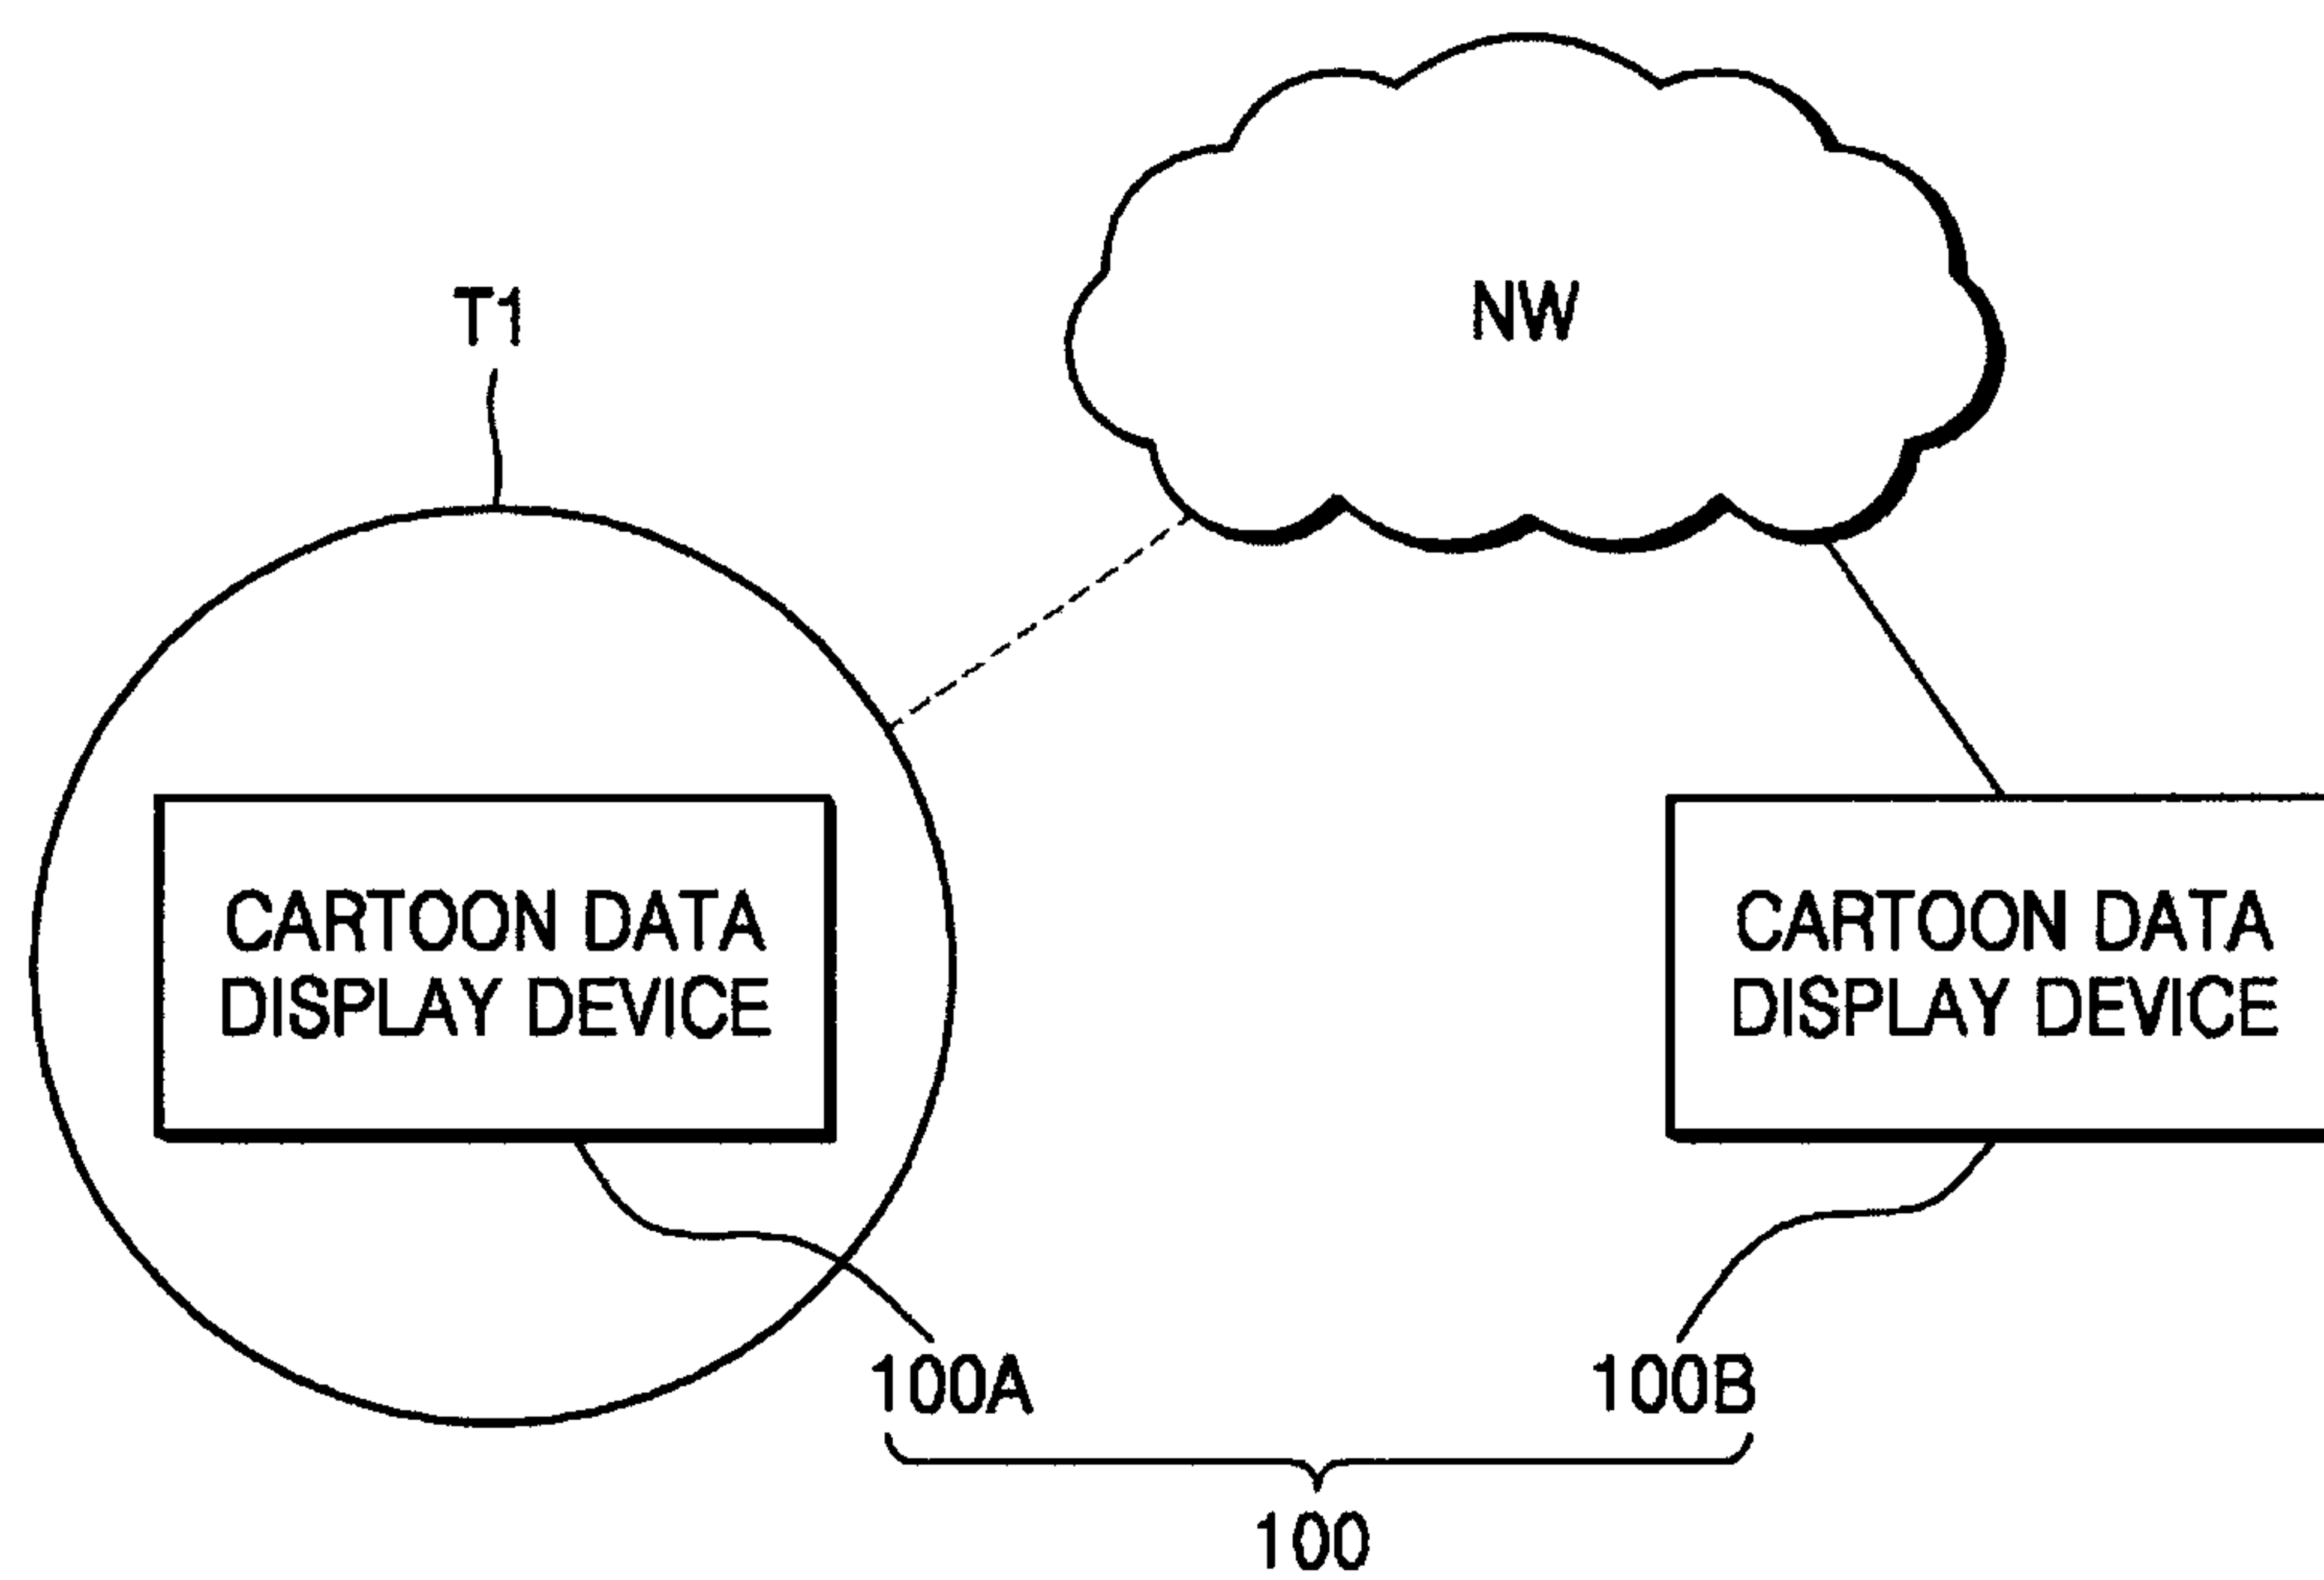 NW
T1
CARTOON DATA
DISPLAY DEVICE
CARTOON DATA
DISPLAY DEVICE
100A
100B
100